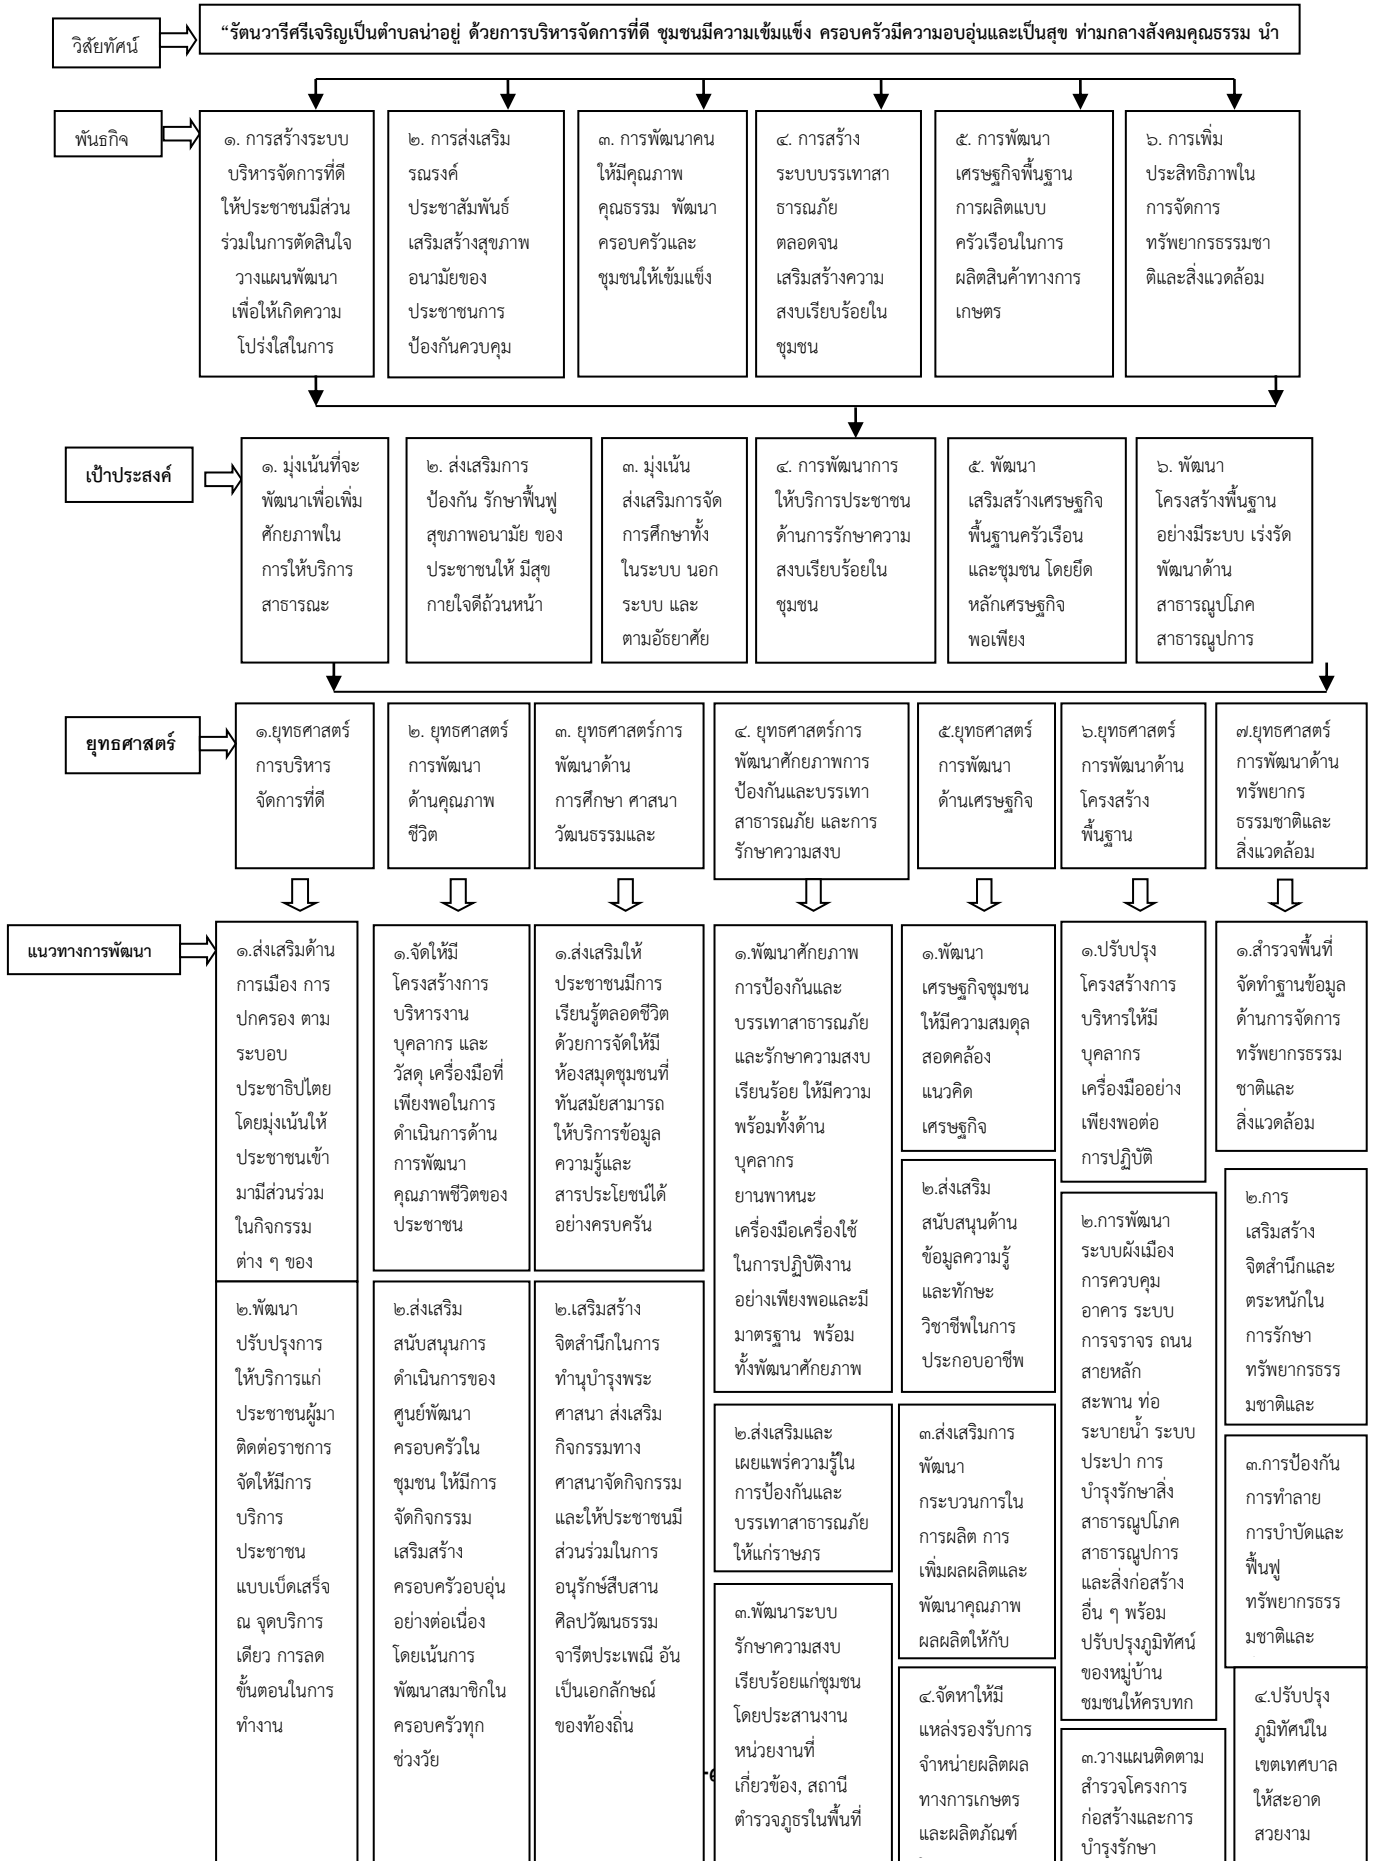 วิสัยทัศน์
“รัตนวารีศรีเจริญเป็นตำบลน่าอยู่ ด้วยการบริหารจัดการที่ดี ชุมชนมีความเข้มแข็ง ครอบครัวมีความอบอุ่นและเป็นสุข ท่ามกลางสังคมคุณธรรม นำ
พันธกิจ
๑. การสร้างระบบ
บริหารจัดการที่ดี
ให้ประชาชนมีส่วน
ร่วมในการตัดสินใจ
วางแผนพัฒนา
เพื่อให้เกิดความ
โปร่งใสในการ
๒. การส่งเสริม
รณรงค์
ประชาสัมพันธ์
เสริมสร้างสุขภาพ
อนามัยของ
ประชาชนการ
ป้องกันควบคุม
๓. การพัฒนาคน
ให้มีคุณภาพ
คุณธรรม พัฒนา
ครอบครัวและ
ชุมชนให้เข้มแข็ง
๔. การสร้าง
ระบบบรรเทาสา
ธารณภัย
ตลอดจน
เสริมสร้างความ
สงบเรียบร้อยใน
ชุมชน
๕. การพัฒนา
เศรษฐกิจพื้นฐาน
การผลิตแบบ
ครัวเรือนในการ
ผลิตสินค้าทางการ
เกษตร
๖. การเพิ่ม
ประสิทธิภาพใน
การจัดการ
ทรัพยากรธรรมชา
ติและสิ่งแวดล้อม
เป้าประสงค์
๑. มุ่งเน้นที่จะ
พัฒนาเพื่อเพิ่ม
ศักยภาพใน
การให้บริการ
สาธารณะ
๒. ส่งเสริมการ
ป้องกัน รักษาฟื้นฟู
สุขภาพอนามัย ของ
ประชาชนให้ มีสุข
กายใจดีถ้วนหน้า
๓. มุ่งเน้น
ส่งเสริมการจัด
การศึกษาทั้ง
ในระบบ นอก
ระบบ และ
ตามอัธยาศัย
๔. การพัฒนาการ
ให้บริการประชาชน
ด้านการรักษาความ
สงบเรียบร้อยใน
ชุมชน
๕. พัฒนา
เสริมสร้างเศรษฐกิจ
พื้นฐานครัวเรือน
และชุมชน โดยยึด
หลักเศรษฐกิจ
พอเพียง
๖. พัฒนา
โครงสร้างพื้นฐาน
อย่างมีระบบ เร่งรัด
พัฒนาด้าน
สาธารณูปโภค
สาธารณูปการ
ยุทธศาสตร์
๑.ยุทธศาสตร์
การบริหาร
จัดการที่ดี
๒. ยุทธศาสตร์
การพัฒนา
ด้านคุณภาพ
ชีวิต
๓. ยุทธศาสตร์การ
พัฒนาด้าน
การศึกษา ศาสนา
วัฒนธรรมและ
๔. ยุทธศาสตร์การ
พัฒนาศักยภาพการ
ป้องกันและบรรเทา
สาธารณภัย และการ
รักษาความสงบ
๕.ยุทธศาสตร์
การพัฒนา
ด้านเศรษฐกิจ
๖.ยุทธศาสตร์
การพัฒนาด้าน
โครงสร้าง
พื้นฐาน
๗.ยุทธศาสตร์
การพัฒนาด้าน
ทรัพยากร
ธรรมชาติและ
สิ่งแวดล้อม
แนวทางการพัฒนา
๑.ส่งเสริมด้าน
การเมือง การ
ปกครอง ตาม
ระบอบ
ประชาธิปไตย
โดยมุ่งเน้นให้
ประชาชนเข้า
มามีส่วนร่วม
ในกิจกรรม
ต่าง ๆ ของ
๒.พัฒนา
ปรับปรุงการ
ให้บริการแก่
ประชาชนผู้มา
ติดต่อราชการ
จัดให้มีการ
บริการ
ประชาชน
แบบเบ็ดเสร็จ
ณ จุดบริการ
เดียว การลด
ขั้นตอนในการ
ทำงาน
๑.จัดให้มี
โครงสร้างการ
บริหารงาน
บุคลากร และ
วัสดุ เครื่องมือที่
เพียงพอในการ
ดำเนินการด้าน
การพัฒนา
คุณภาพชีวิตของ
ประชาชน
๒.ส่งเสริม
สนับสนุนการ
ดำเนินการของ
ศูนย์พัฒนา
ครอบครัวใน
ชุมชน ให้มีการ
จัดกิจกรรม
เสริมสร้าง
ครอบครัวอบอุ่น
อย่างต่อเนื่อง
โดยเน้นการ
พัฒนาสมาชิกใน
ครอบครัวทุก
ช่วงวัย
๑.ส่งเสริมให้
ประชาชนมีการ
เรียนรู้ตลอดชีวิต
ด้วยการจัดให้มี
ห้องสมุดชุมชนที่
ทันสมัยสามารถ
ให้บริการข้อมูล
ความรู้และ
สารประโยชน์ได้
อย่างครบครัน
๒.เสริมสร้าง
จิตสำนึกในการ
ทำนุบำรุงพระ
ศาสนา ส่งเสริม
กิจกรรมทาง
ศาสนาจัดกิจกรรม
และให้ประชาชนมี
ส่วนร่วมในการ
อนุรักษ์สืบสาน
ศิลปวัฒนธรรม
จารีตประเพณี อัน
เป็นเอกลักษณ์
ของท้องถิ่น
๑.พัฒนาศักยภาพ
การป้องกันและ
บรรเทาสาธารณภัย
และรักษาความสงบ
เรียบร้อย ให้มีความ
พร้อมทั้งด้าน
บุคลากร
ยานพาหนะ
เครื่องมือเครื่องใช้
ในการปฏิบัติงาน
อย่างเพียงพอและมี
มาตรฐาน พร้อม
ทั้งพัฒนาศักยภาพ
๒.ส่งเสริมและ
เผยแพร่ความรู้ใน
การป้องกันและ
บรรเทาสาธารณภัย
ให้แก่ราษฎร
๓.พัฒนาระบบ
รักษาความสงบ
เรียบร้อยแก่ชุมชน
โดยประสานงาน
หน่วยงานที่
เกี่ยวข้อง, สถานี
ตำรวจภูธรในพื้นที่
๑.พัฒนา
เศรษฐกิจชุมชน
ให้มีความสมดุล
สอดคล้อง
แนวคิด
เศรษฐกิจ
๒.ส่งเสริม
สนับสนุนด้าน
ข้อมูลความรู้
และทักษะ
วิชาชีพในการ
ประกอบอาชีพ
๓.ส่งเสริมการ
พัฒนา
กระบวนการใน
การผลิต การ
เพิ่มผลผลิตและ
พัฒนาคุณภาพ
ผลผลิตให้กับ
๔.จัดหาให้มี
แหล่งรองรับการ
จำหน่ายผลิตผล
ทางการเกษตร
และผลิตภัณฑ์
๑.ปรับปรุง
โครงสร้างการ
บริหารให้มี
บุคลากร
เครื่องมืออย่าง
เพียงพอต่อ
การปฏิบัติ
๒.การพัฒนา
ระบบผังเมือง
การควบคุม
อาคาร ระบบ
การจราจร ถนน
สายหลัก
สะพาน ท่อ
ระบายน้ำ ระบบ
ประปา การ
บำรุงรักษาสิ่ง
สาธารณูปโภค
สาธารณูปการ
และสิ่งก่อสร้าง
อื่น ๆ พร้อม
ปรับปรุงภูมิทัศน์
ของหมู่บ้าน
ชุมชนให้ครบทก
๓.วางแผนติดตาม
สำรวจโครงการ
ก่อสร้างและการ
บำรุงรักษา
๑.สำรวจพื้นที่
จัดทำฐานข้อมูล
ด้านการจัดการ
ทรัพยากรธรรม
ชาติและ
สิ่งแวดล้อม
๒.การ
เสริมสร้าง
จิตสำนึกและ
ตระหนักใน
การรักษา
ทรัพยากรธรร
มชาติและ
๓.การป้องกัน
การทำลาย
การบำบัดและ
ฟื้นฟู
ทรัพยากรธรร
มชาติและ
๔.ปรับปรุง
ภูมิทัศน์ใน
เขตเทศบาล
ให้สะอาด
สวยงาม